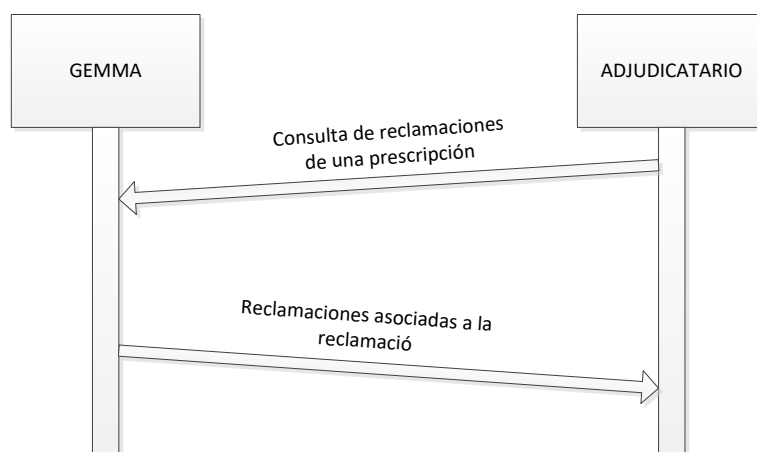 GEMMA
ADJUDICATARIO
Consulta de reclamaciones
de una prescripción
Reclamaciones asociadas a la
reclamació